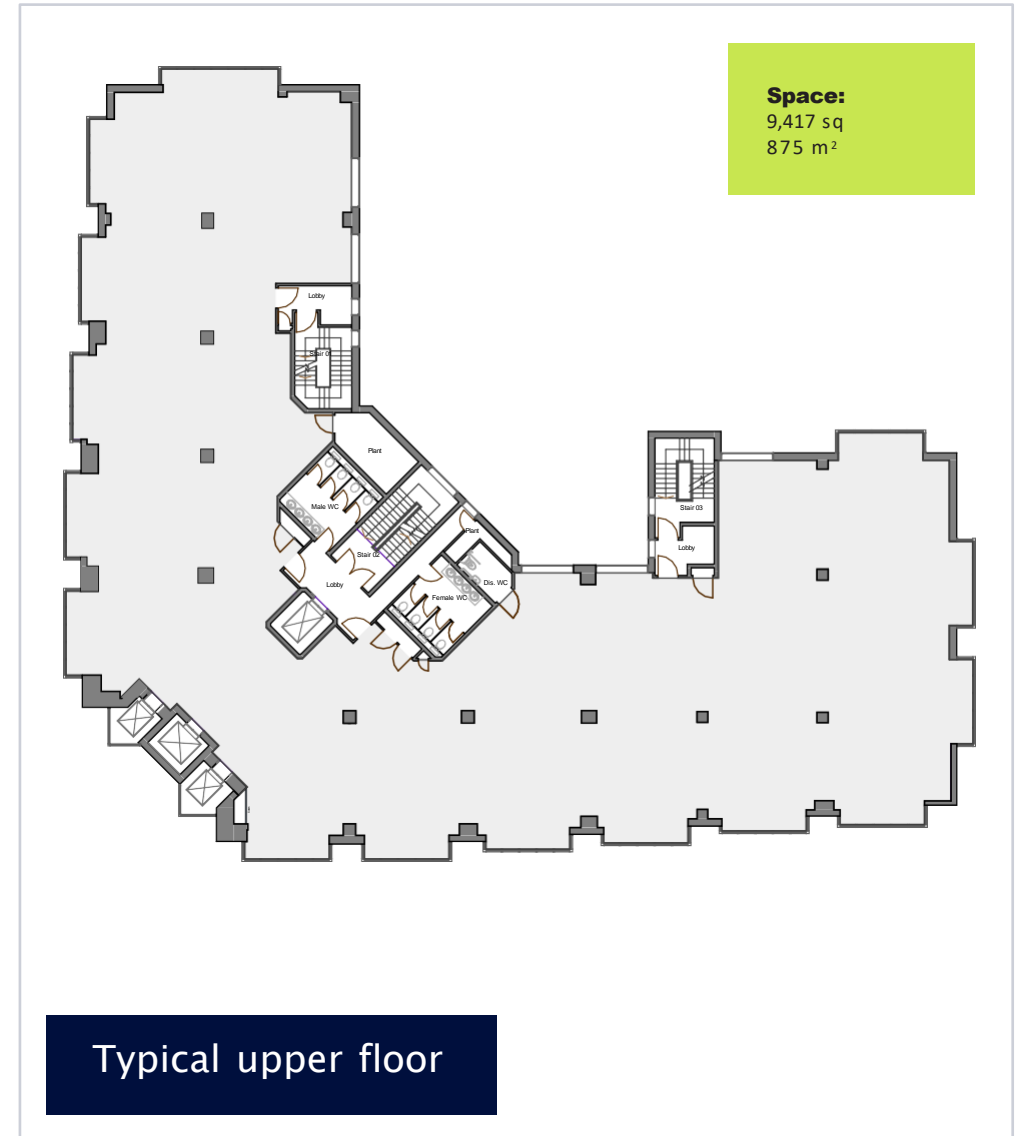 Space:
9,417 sq
875 m²
Lobby
Stair 01
Plant
Male WC
Stair 02
Lobby
Plant
Dis. WC
Female WC
Stair 03
Lobby
Typical upper floor